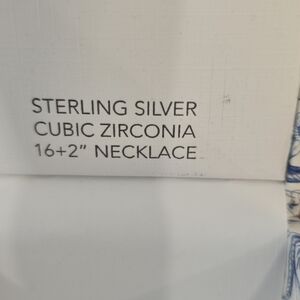 STERLING SILVER
CUBIC ZIRCONIA
16+2” NECKLACE